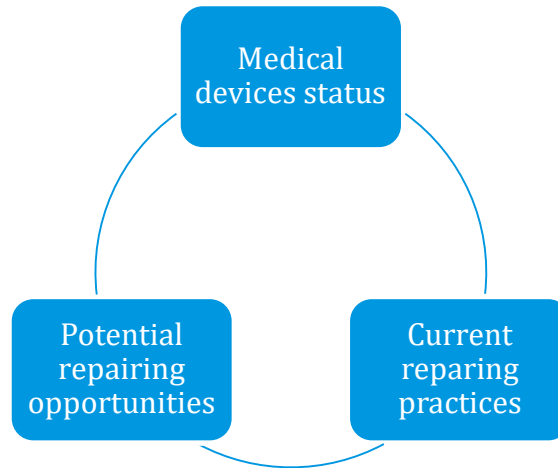 Medical
devices status
Potential
repairing
opportunities
Current
reparing
practices